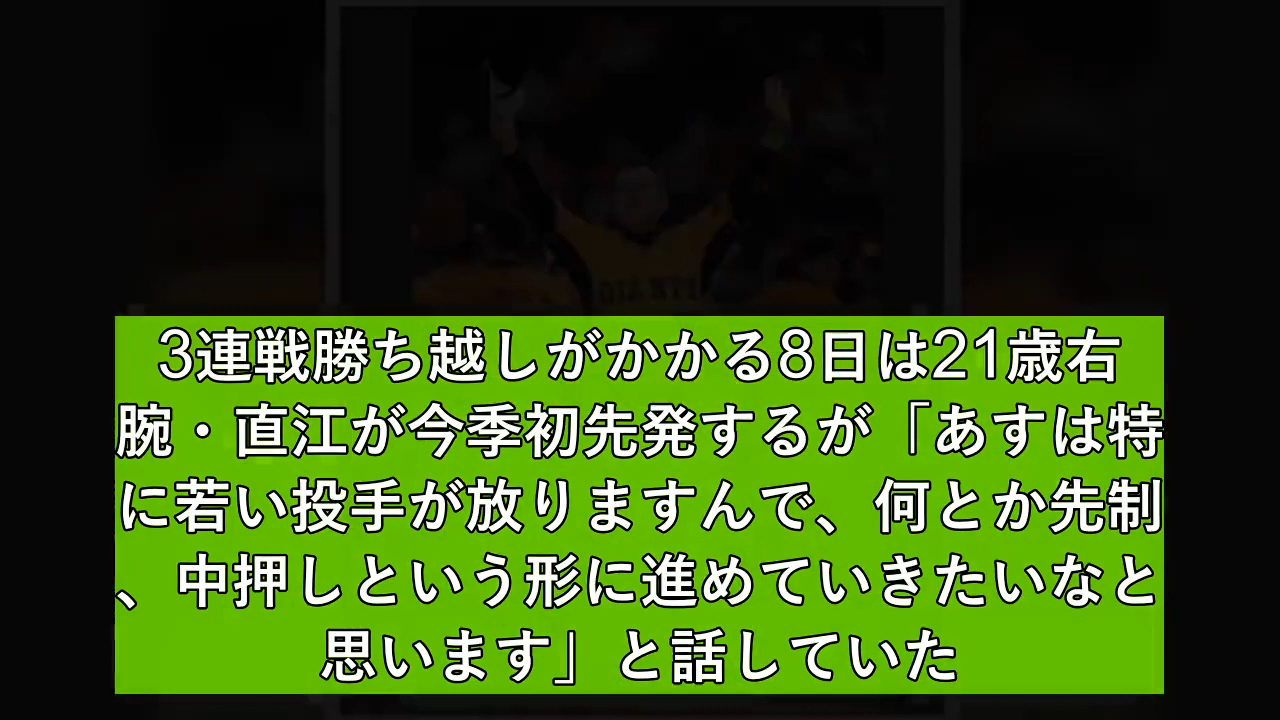 GIANTS
3連戦勝ち越しがかかる8日は21歳右
腕・直江が今季初先発するが「あすは特
に若い投手が放りますんで、何とか先制
、中押しという形に進めていきたいなと
思います」と話していた